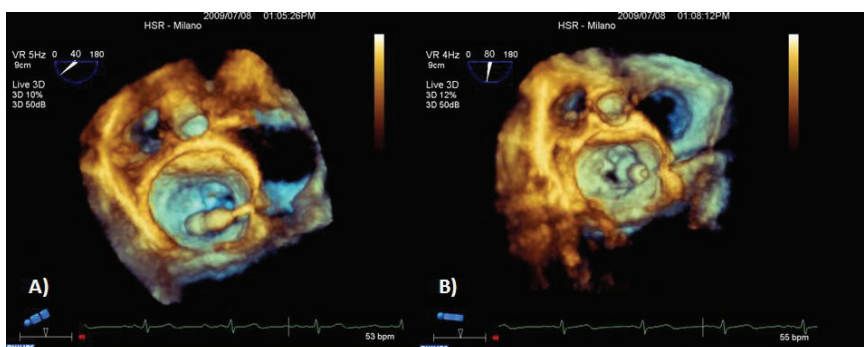 2009/07/08 01:05:26PM
HSR - Milano
VR 5Hz
9cm
0 40 180
Live 3D
3D 10%
3D 50dB
A)
53 bpm
2009/07/08 01:08:12PM
HSR - Milano
VR 4Hz
9cm
0 80 180
Live 3D
3D 12%
3D 50dB
B)
55 bpm